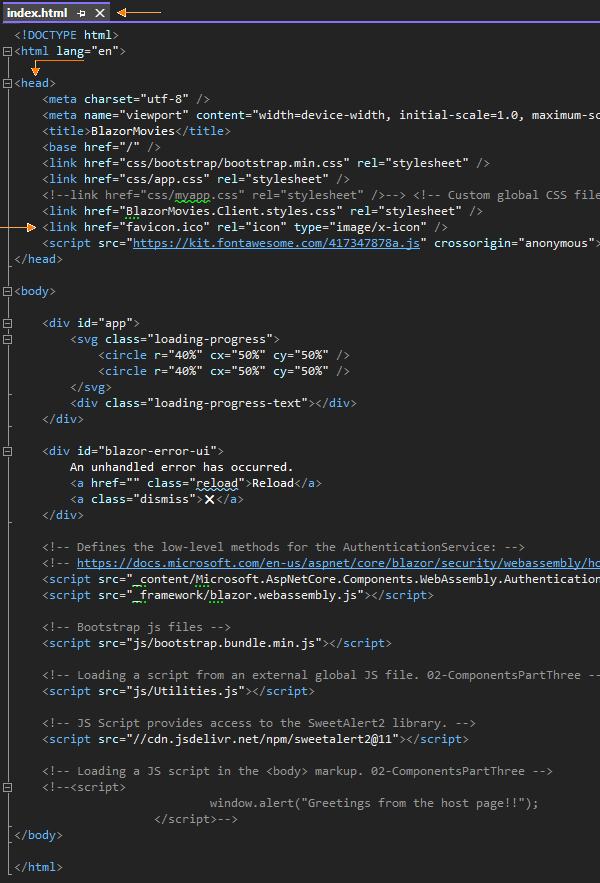 index.html
<!DOCTYPE html>
<html lang="en">
<head>
<meta charset="utf-8" />
<meta name="viewport" content="width=device-width, initial-scale=1.0, maximum-sc
<title>BlazorMovies</title>
<base href="/" />
<link href="css/bootstrap/bootstrap.min.css" rel="stylesheet" />
<link href="css/app.css" rel="stylesheet" />
<!--link href="css/myapp.css" rel="stylesheet" />--> <!-- Custom global CSS file
<link href="BlazorMovies.Client.styles.css" rel="stylesheet" />
<link href="favicon.ico" rel="icon" type="image/x-icon" />
<script src="https://kit.fontawesome.com/417347878a.js" crossorigin="anonymous">
</head>
<body>
<div id="app">
<svg class="loading-progress">
<circle r="40%" cx="50%" cy="50%" />
<circle r="40%" cx="50%" cy="50%" />
</svg>
<div class="loading-progress-text"></div>
</div>
<div id="blazor-error-ui">
An unhandled error has occurred.
<a href="" class="reload">Reload</a>
<a class="dismiss">🗙</a>
</div>
<!-- Defines the low-level methods for the AuthenticationService: -->
<!-- https://docs.microsoft.com/en-us/aspnet/core/blazor/security/webassembly/ho
<script src="_content/Microsoft.AspNetCore.Components.WebAssembly.Authentication
<script src="_framework/blazor.webassembly.js"></script>
<!-- Bootstrap js files -->
<script src="js/bootstrap.bundle.min.js"></script>
<!-- Loading a script from an external global JS file. 02-ComponentsPartThree --
<script src="js/Utilities.js"></script>
<!-- JS Script provides access to the SweetAlert2 library. -->
<script src="//cdn.jsdelivr.net/npm/sweetalert2@11"></script>
<!-- Loading a JS script in the <body> markup. 02-ComponentsPartThree -->
<!--<script>
window.alert("Greetings from the host page!!");
</script>-->
</body>
</html>